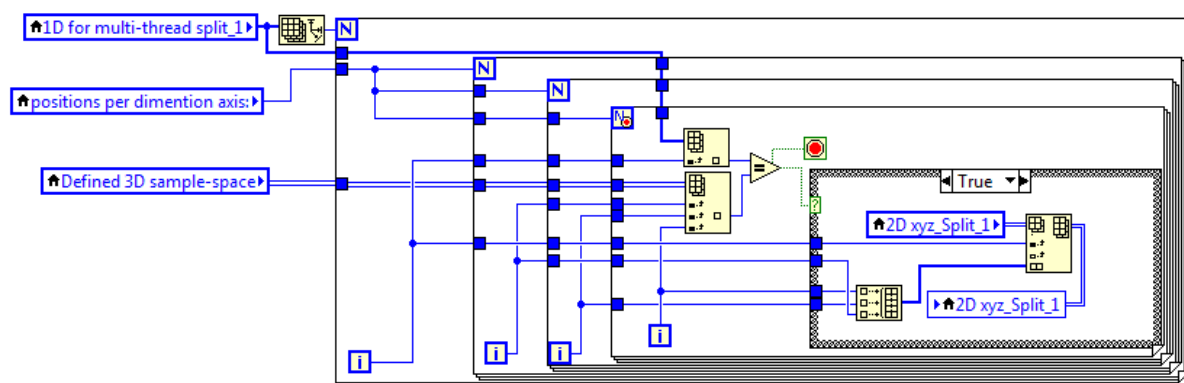 1D for multi-thread split_1
N
positions per dimention axis:
N
N
N
Defined 3D sample-space
=
True
?
2D xyz_Split_1
2D xyz_Split_1
i
i
i
i